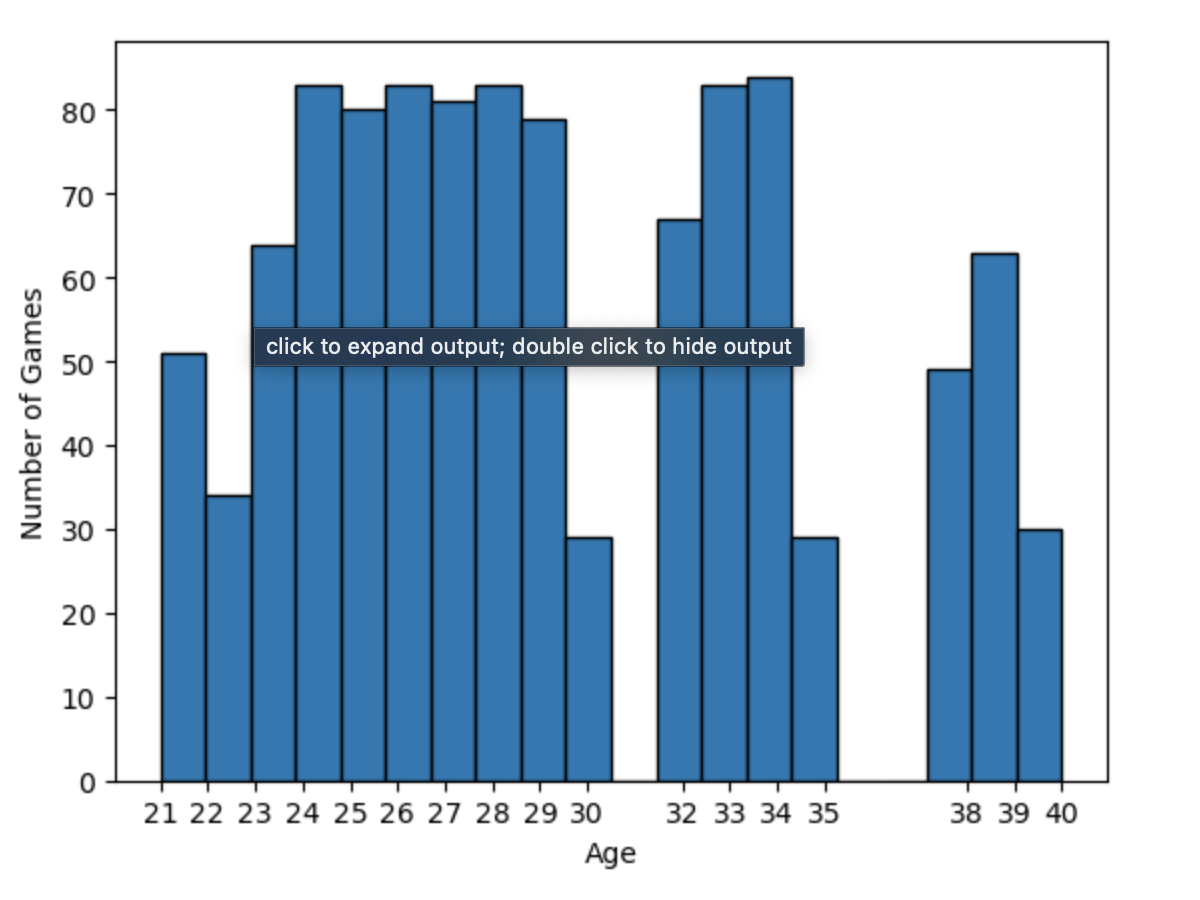 80
70
60
50
40
30
20
10
0
Number of Games
click to expand output; double click to hide output
21 22 23 24 25 26 27 28 29 30 32 33 34 35 38 39 40
Age